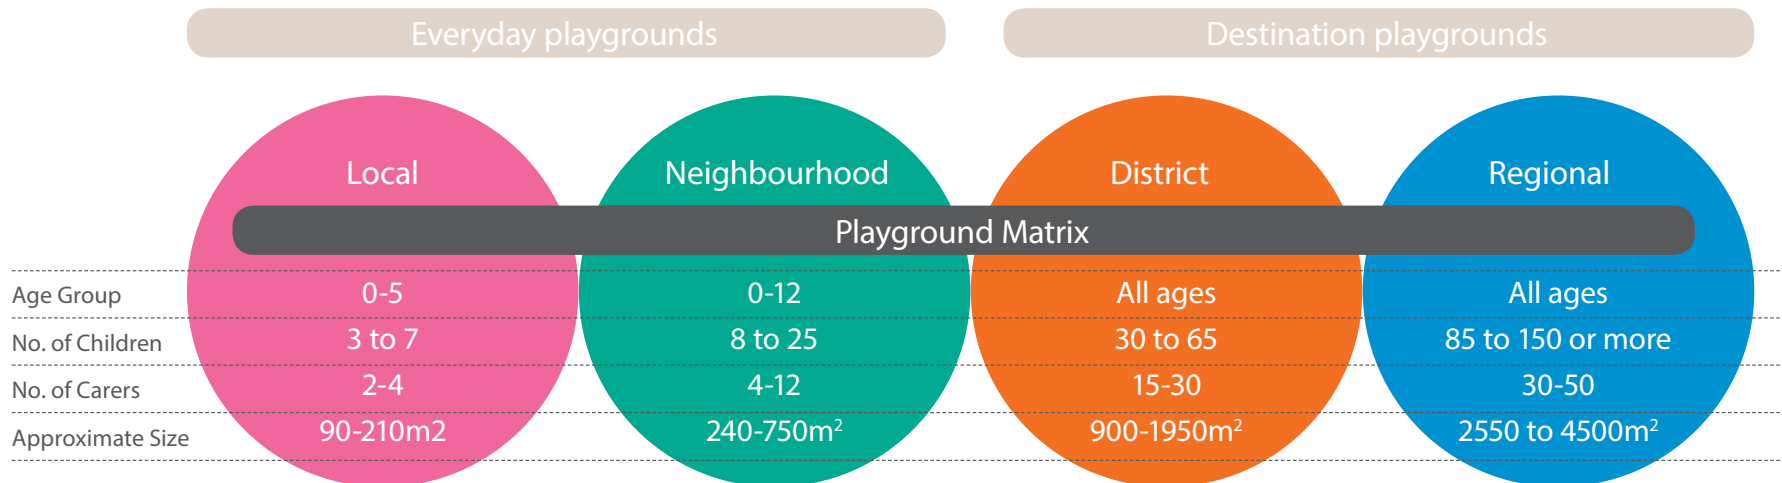 Everyday playgrounds Destination playgrounds
Local Neighbourhood District Regional
Playground Matrix
Age Group 0-5 0-12 All ages All ages
No. of Children 3 to 7 8 to 25 30 to 65 85 to 150 or more
No. of Carers 2-4 4-12 15-30 30-50
Approximate Size 90-210m2 240-750m² 900-1950m² 2550 to 4500m²